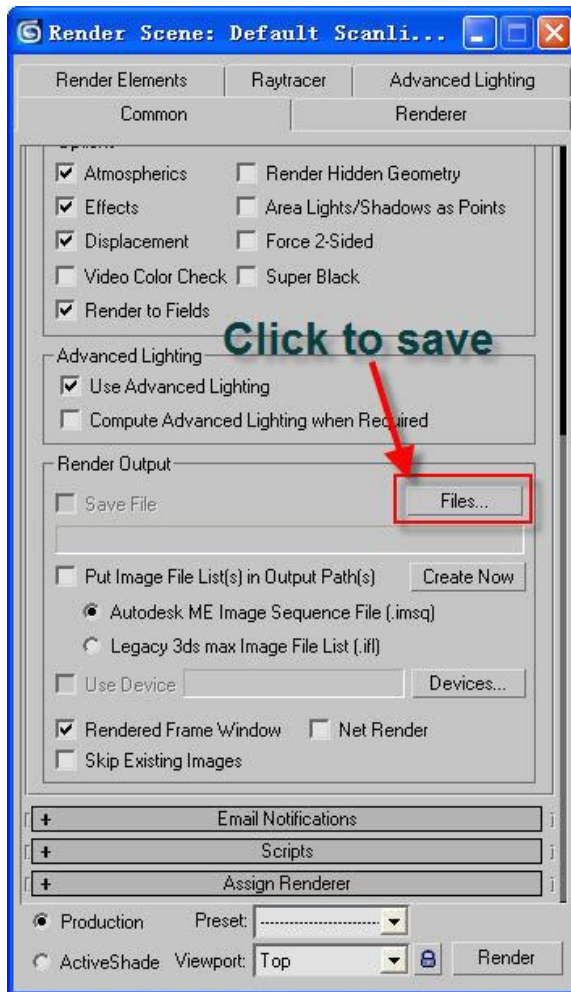 Render Scene: Default Scanli...
Render Elements Raytracer Advanced Lighting
Common Renderer
Atmospherics Render Hidden Geometry
Effects Area Lights/Shadows as Points
Displacement Force 2-Sided
Video Color Check Super Black
Render to Fields
Click to save
Advanced Lighting
Use Advanced Lighting
Compute Advanced Lighting when Required
Render Output
Save File Files...
Put Image File List(s) in Output Path(s) Create Now
Autodesk ME Image Sequence File (.imsq)
Legacy 3ds max Image File List (.ifl)
Use Device Devices...
Rendered Frame Window Net Render
Skip Existing Images
+ Email Notifications
+ Scripts
+ Assign Renderer
Production Preset: --------------------
ActiveShade Viewport: Top Render